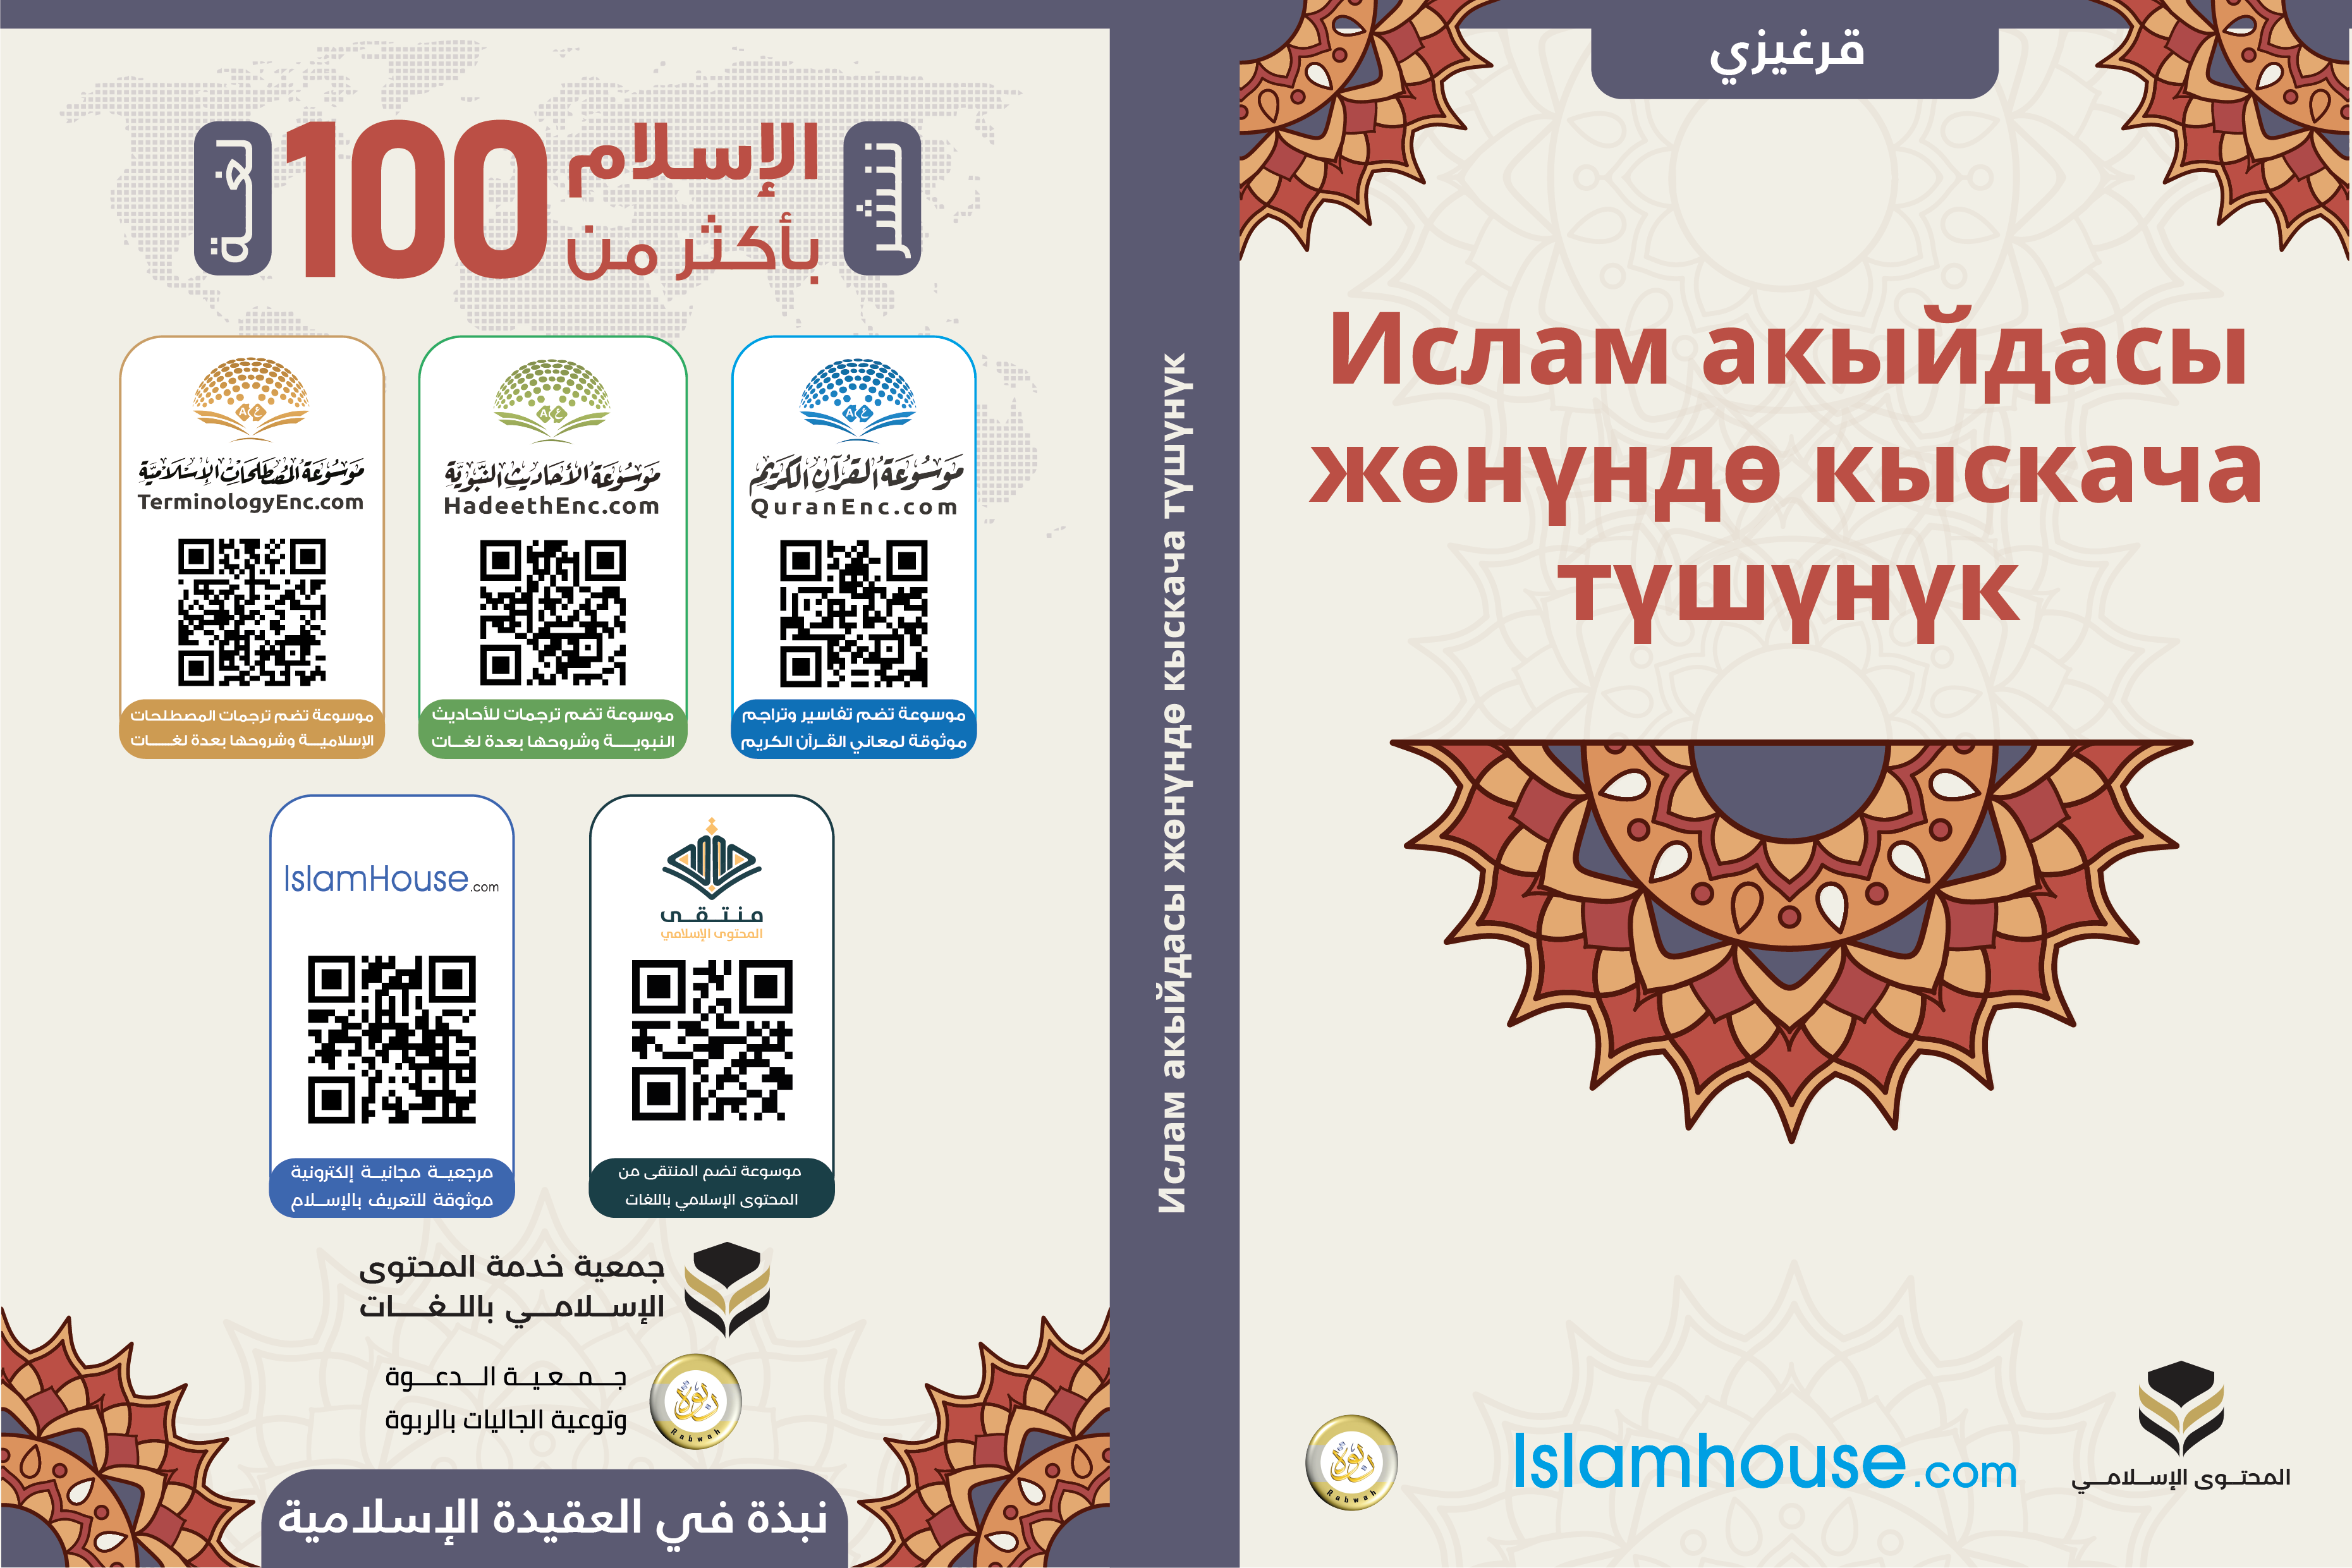 قرغيزي
Ислам акыйдасы
жөнүндө кыскача
түшүнүк
Rabwah
Islamhouse.com
المحتوى الإسلامي
Ислам акыйдасы жөнүндө кыскача түшүнүк
ننشر
الإسلام
بأكثر من
100
لغة
موسوعة القرآن الكريم
QuranEnc.com
موسوعة تضم تفاسير وتراجم
موثوقة لمعاني القرآن الكريم
موسوعة الأحاديث النبوية
HadeethEnc.com
موسوعة تضم ترجمات للأحاديث
النبوية وشروحها بعدة لغات
موسوعة المصطلحات الإسلامية
TerminologyEnc.com
موسوعة تضم ترجمات المصطلحات
الإسلامية وشروحها بعدة لغات
منتقى
المحتوى الإسلامي
موسوعة تضم المنتقى من
المحتوى الإسلامي باللغات
IslamHouse.com
مرجعية مجانية إلكترونية
موثوقة للتعريف بالإسلام
جمعية خدمة المحتوى
الإسلامي باللغات
جمعية الدعوة
وتوعية الجاليات بالربوة
Rabwah
نبذة في العقيدة الإسلامية